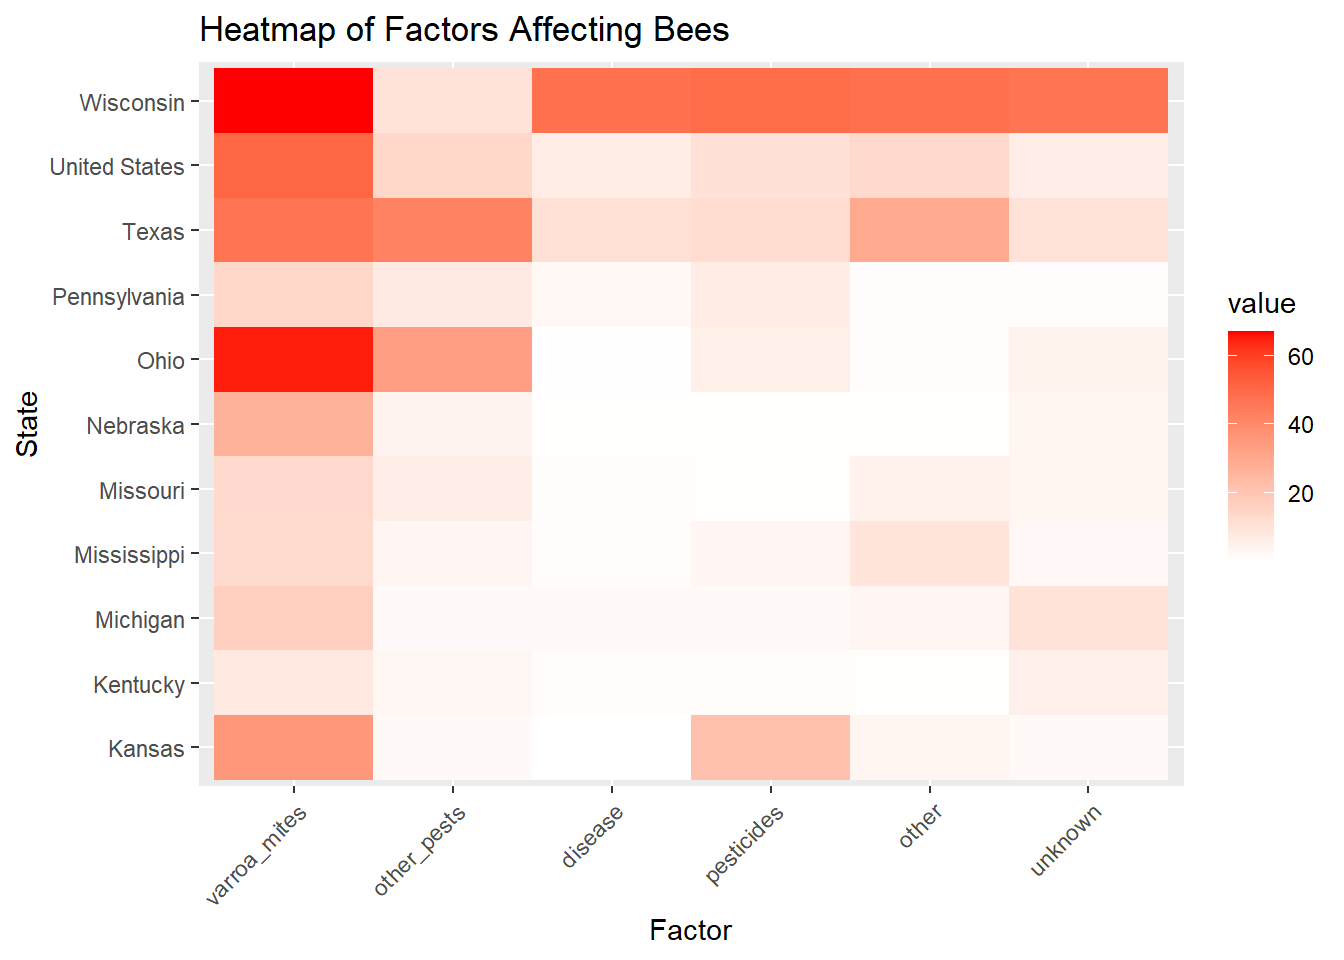 Heatmap of Factors Affecting Bees
Wisconsin
United States
Texas
Pennsylvania
Ohio
Nebraska
Missouri
Mississippi
Michigan
Kentucky
Kansas
State
varroa_mites
other_pests
disease
pesticides
other
unknown
Factor
value
60
40
20